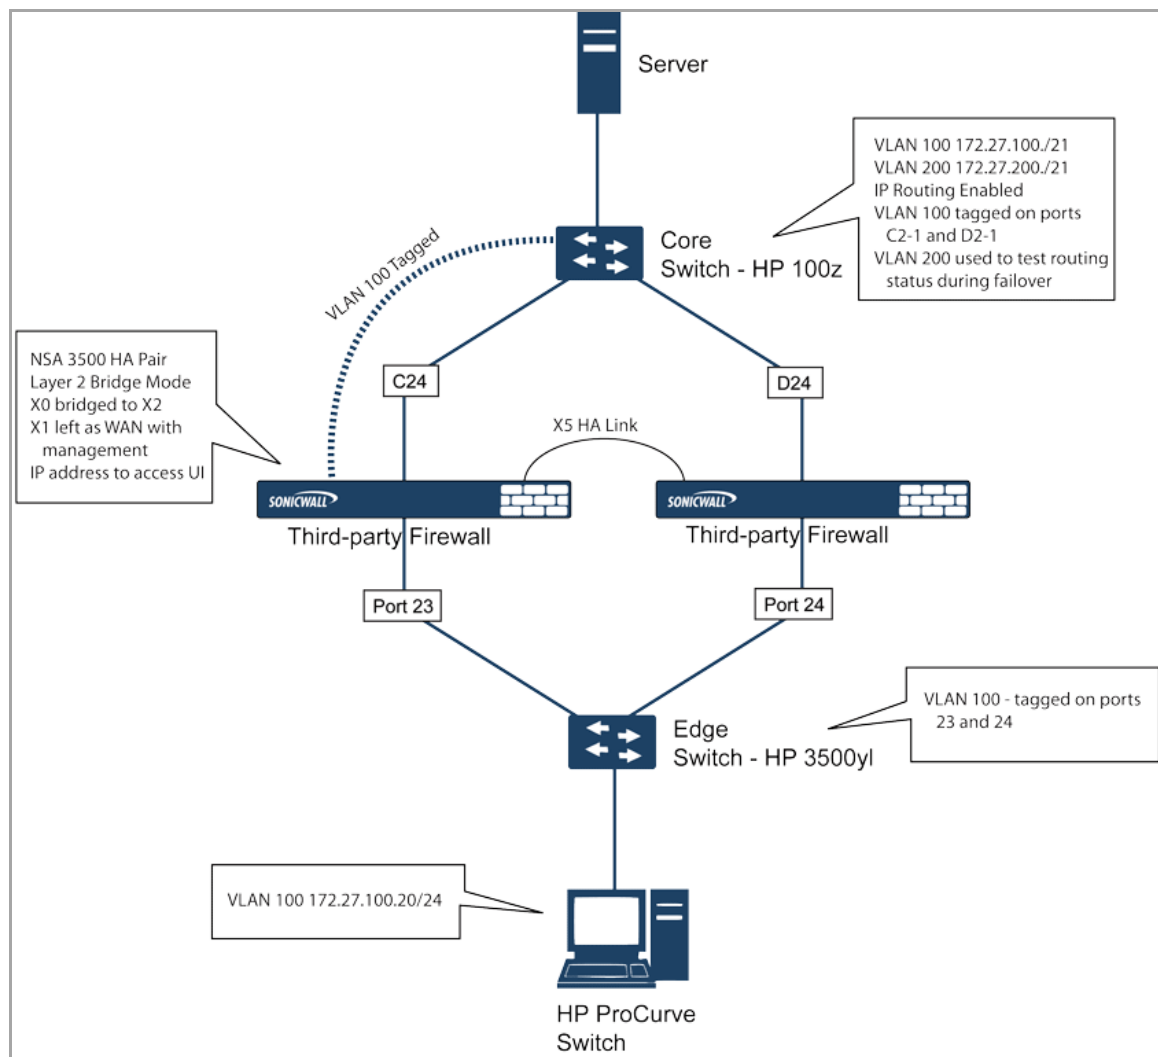 Server
VLAN 100 172.27.100./21
VLAN 200 172.27.200./21
IP Routing Enabled
VLAN 100 tagged on ports
C2-1 and D2-1
VLAN 200 used to test routing
status during failover
Core
Switch - HP 100z
VLAN 100 Tagged
NSA 3500 HA Pair
Layer 2 Bridge Mode
X0 bridged to X2
X1 left as WAN with
management
IP address to access UI
C24
D24
X5 HA Link
SONICWALL
SONICWALL
Third-party Firewall
Third-party Firewall
Port 23
Port 24
VLAN 100 - tagged on ports
23 and 24
Edge
Switch - HP 3500yl
VLAN 100 172.27.100.20/24
HP ProCurve
Switch